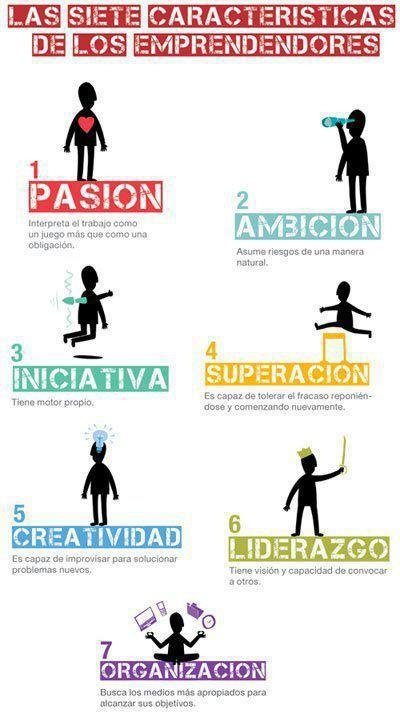 LAS SIETE CARACTERISTICAS
DE LOS EMPRENDENDORES
1
PASION
Interpreta el trabajo como
un juego más que como una
obligación.
2
AMBICION
Asume riesgos de una manera
natural.
3
INICIATIVA
Tiene motor propio.
4
SUPERACION
Es capaz de tolerar el fracaso reponién-
dose y comenzando nuevamente.
5
CREATIVIDAD
Es capaz de improvisar para solucionar
problemas nuevos.
6
LIDERAZGO
Tiene visión y capacidad de convocar
a otros.
7
ORGANIZACION
Busca los medios más apropiados para
alcanzar sus objetivos.